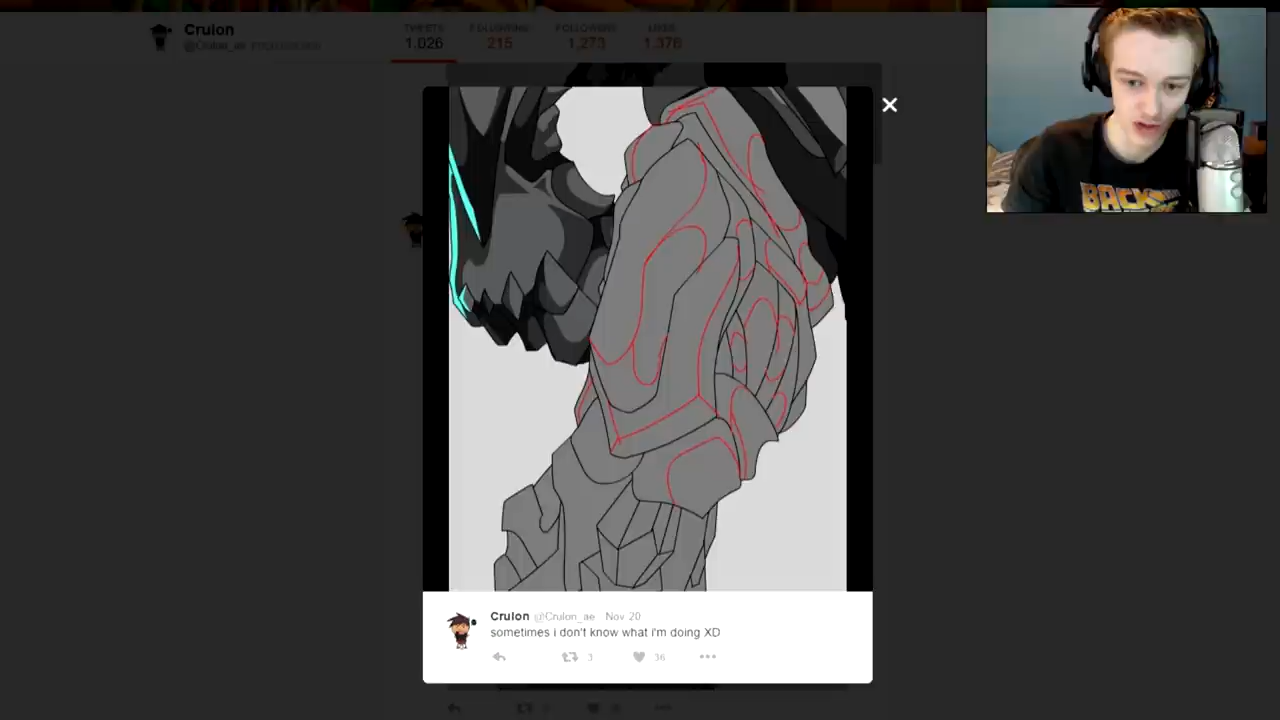 Crulon
TWEETS FOLLOWING FOLLOWERS LIKES
@Crulon_ae
1,026 215 1,273 1,376
BACK
Crulon @Crulon_ae Nov 20
sometimes i don't know what i'm doing XD
3 36